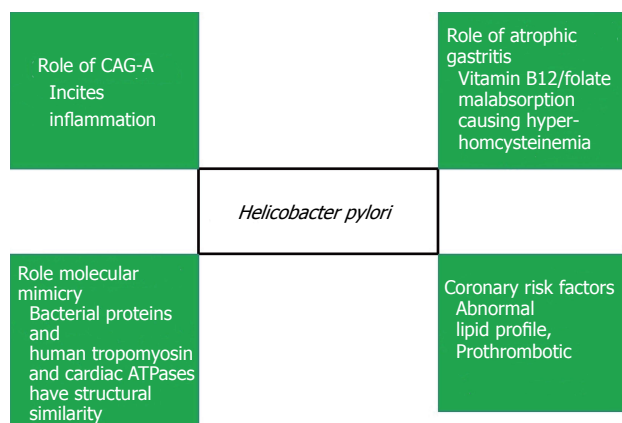 Role of CAG-A
Incites
inflammation
Role of atrophic
gastritis
Vitamin B12/folate
malabsorption
causing hyper-
homcysteinemia
Helicobacter pylori
Role molecular
mimicry
Bacterial proteins
and
human tropomyosin
and cardiac ATPases
have structural
similarity
Coronary risk factors
Abnormal
lipid profile,
Prothrombotic